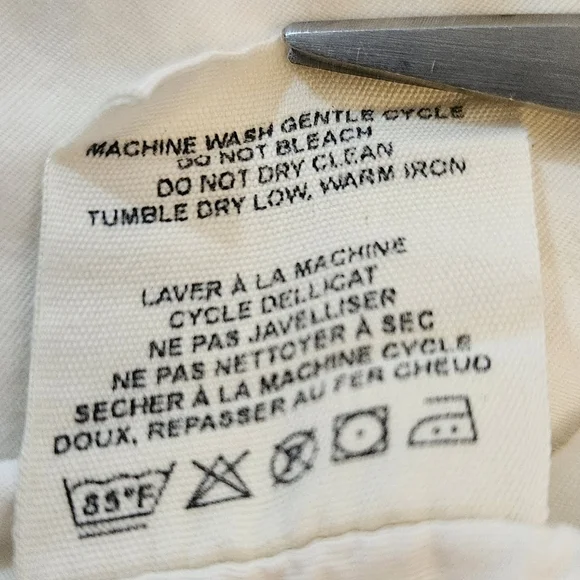 MACHINE WASH GENTLE CYCLE
DO NOT BLEACH
DO NOT DRY CLEAN
TUMBLE DRY LOW, WARM IRON
LAVER À LA MACHINE
CYCLE DELLICAT
NE PAS JAVELLISER
NE PAS NETTOYER À SEC
SECHER À LA MACHINE CYCLE
DOUX, REPASSER AU FER CHEUD
85°F